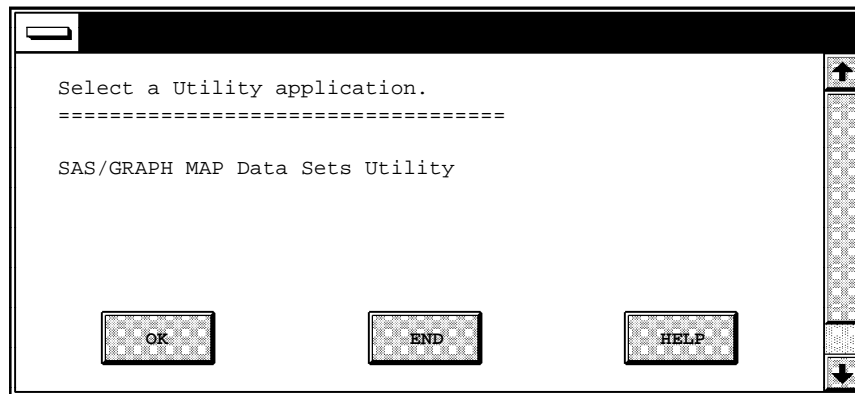 Select a Utility application.
===================================
SAS/GRAPH MAP Data Sets Utility
OK END HELP